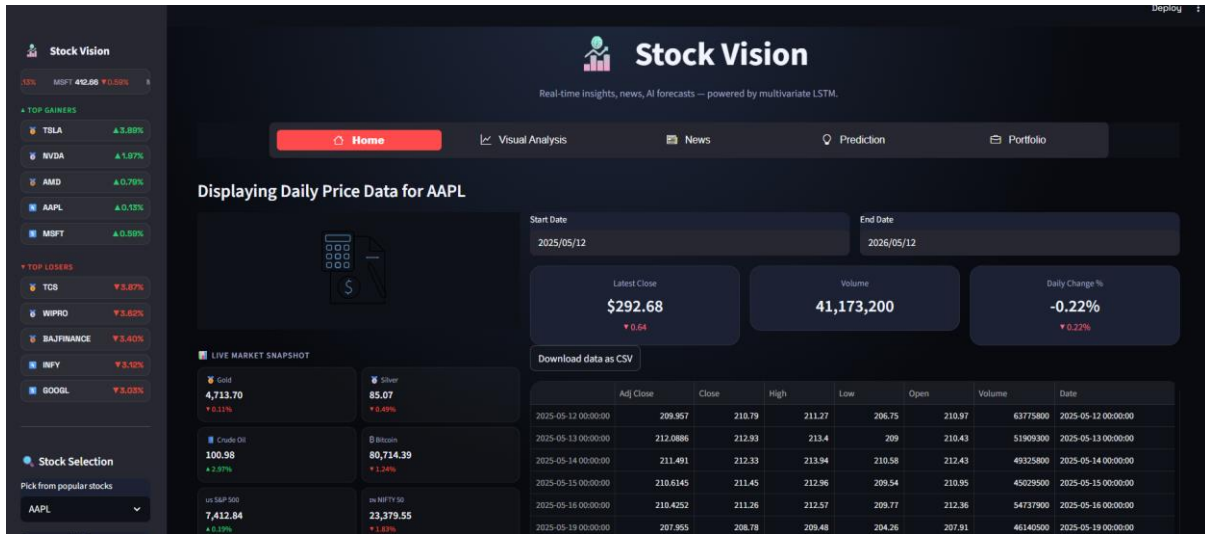 Deploy
Stock Vision
MSFT 412.66 ▼0.59%
▲ TOP GAINERS
TSLA ▲3.89%
NVDA ▲1.97%
AMD ▲0.79%
AAPL ▲0.13%
MSFT ▲0.59%
▼ TOP LOSERS
TCS ▼3.87%
WIPRO ▼3.62%
BAJFINANCE ▼3.40%
INFY ▼3.12%
GOOGL ▼3.03%
Stock Selection
Pick from popular stocks
AAPL
Stock Vision
Real-time insights, news, AI forecasts — powered by multivariate LSTM.
Home Visual Analysis News Prediction Portfolio
Displaying Daily Price Data for AAPL
Start Date End Date
2025/05/12 2026/05/12
Latest Close Volume Daily Change %
$292.68 41,173,200 -0.22%
▼ 0.64 ▼ 0.22%
LIVE MARKET SNAPSHOT
Gold Silver
4,713.70 85.07
▼ 0.11% ▼ 0.49%
Crude Oil Bitcoin
100.98 80,714.39
▲ 2.97% ▼ 1.24%
us S&P 500 IN NIFTY 50
7,412.84 23,379.55
▲ 0.19% ▼ 1.83%
Download data as CSV
Adj Close Close High Low Open Volume Date
2025-05-12 00:00:00 209.957 210.79 211.27 206.75 210.97 63775800 2025-05-12 00:00:00
2025-05-13 00:00:00 212.0886 212.93 213.4 209 210.43 51909300 2025-05-13 00:00:00
2025-05-14 00:00:00 211.491 212.33 213.94 210.58 212.43 49325800 2025-05-14 00:00:00
2025-05-15 00:00:00 210.6145 211.45 212.96 209.54 210.95 45029500 2025-05-15 00:00:00
2025-05-16 00:00:00 210.4252 211.26 212.57 209.77 212.36 54737900 2025-05-16 00:00:00
2025-05-19 00:00:00 207.955 208.78 209.48 204.26 207.91 46140500 2025-05-19 00:00:00